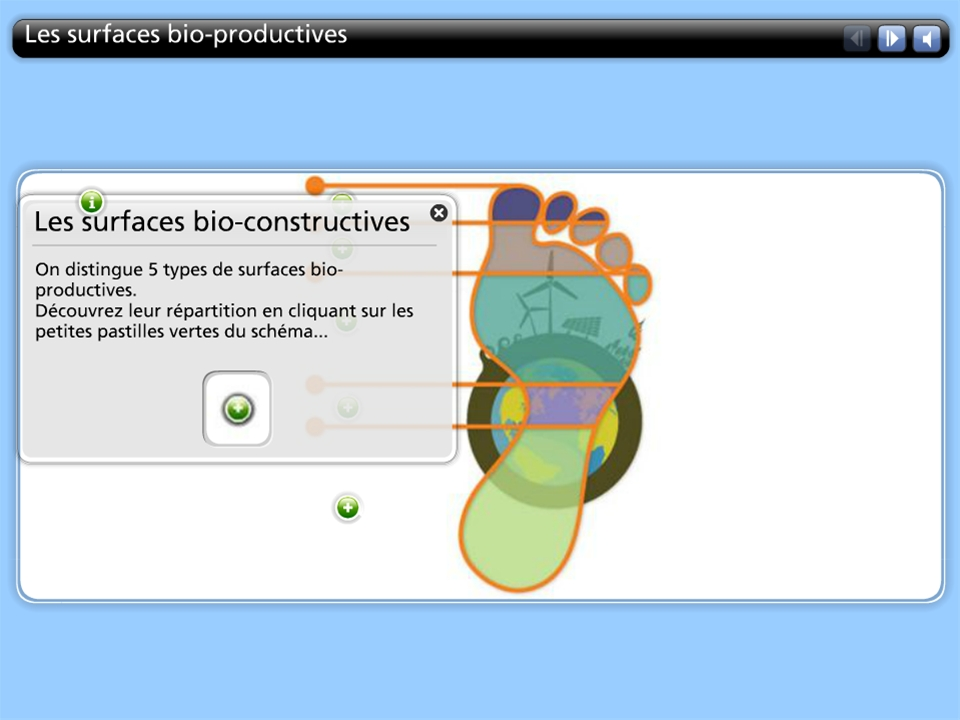 Les surfaces bio-productives
Les surfaces bio-constructives
On distingue 5 types de surfaces bio-
productives.
Découvrez leur répartition en cliquant sur les
petites pastilles vertes du schéma...